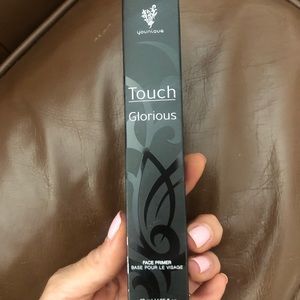 younique
Touch
Glorious
FACE PRIMER
BASE POUR LE VISAGE